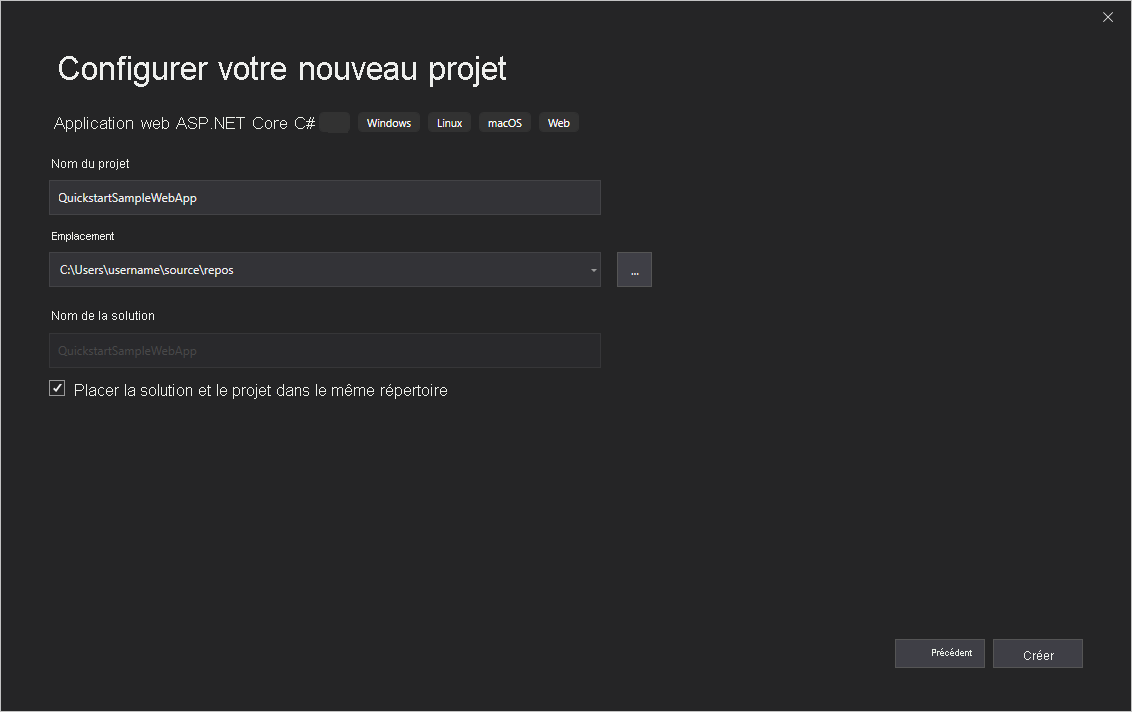 Configurer votre nouveau projet
Application web ASP.NET Core C# Windows Linux macOS Web
Nom du projet
QuickstartSampleWebApp
Emplacement
C:\Users\username\source\repos
...
Nom de la solution
QuickstartSampleWebApp
Placer la solution et le projet dans le même répertoire
Précédent Créer